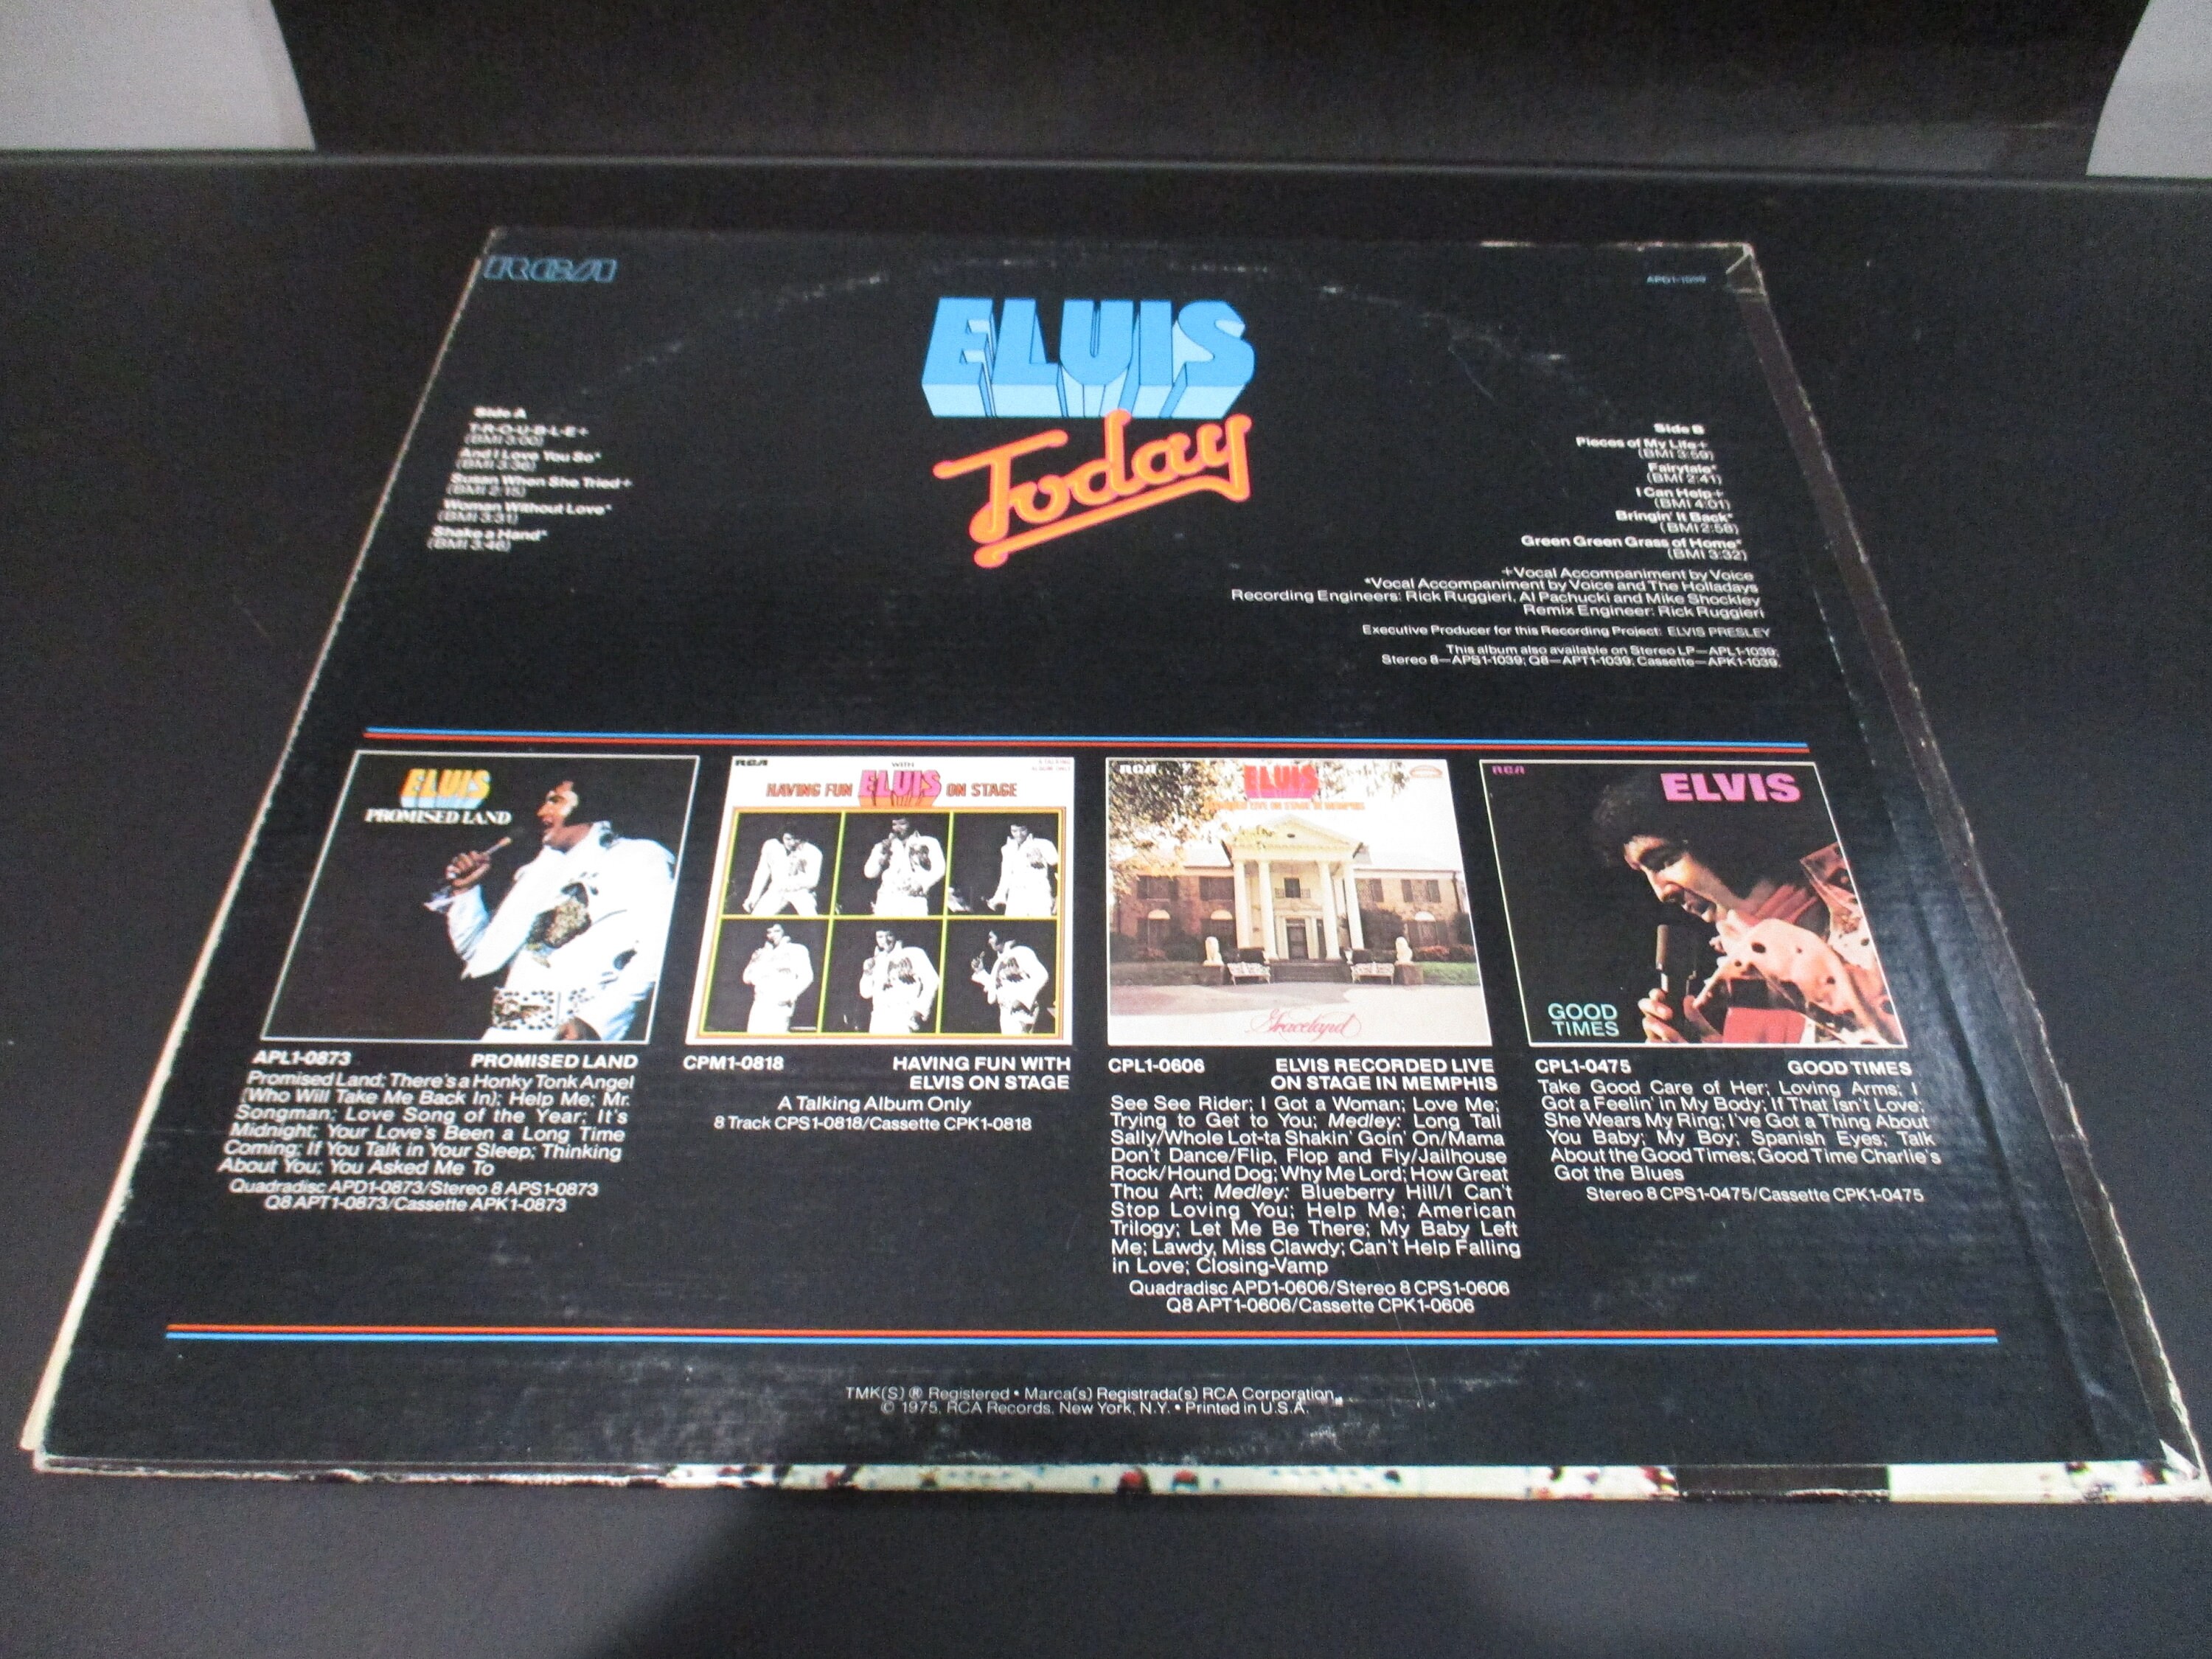 RCA
APD1-1039
ELVIS
Today
Side A
T-R-O-U-B-L-E+
(BMI 3:00)
And I Love You So*
(BMI 3:36)
Susan When She Tried+
(BMI 2:15)
Woman Without Love*
(BMI 3:31)
Shake a Hand*
(BMI 3:46)
Side B
Pieces of My Life+
(BMI 3:59)
Fairytale*
(BMI 2:41)
I Can Help+
(BMI 4:01)
Bringin' It Back*
(BMI 2:58)
Green Green Grass of Home*
(BMI 3:32)
+Vocal Accompaniment by Voice
*Vocal Accompaniment by Voice and The Holladays
Recording Engineers: Rick Ruggieri, Al Pachucki and Mike Shockley
Remix Engineer: Rick Ruggieri
Executive Producer for this Recording Project: ELVIS PRESLEY
This album also available on Stereo LP—APL1-1039;
Stereo 8—APS1-1039; Q8—APT1-1039; Cassette—APK1-1039.
ELVIS
PROMISED LAND
APL1-0873 PROMISED LAND
Promised Land; There's a Honky Tonk Angel
(Who Will Take Me Back In); Help Me; Mr.
Songman; Love Song of the Year; It's
Midnight; Your Love's Been a Long Time
Coming; If You Talk in Your Sleep; Thinking
About You; You Asked Me To
Quadradisc APD1-0873/Stereo 8 APS1-0873
Q8 APT1-0873/Cassette APK1-0873
RCA
WITH
HAVING FUN ELVIS ON STAGE
CPM1-0818 HAVING FUN WITH
ELVIS ON STAGE
A Talking Album Only
8 Track CPS1-0818/Cassette CPK1-0818
RCA
ELVIS
RECORDED LIVE ON STAGE IN MEMPHIS
Graceland
CPL1-0606 ELVIS RECORDED LIVE
ON STAGE IN MEMPHIS
See See Rider; I Got a Woman; Love Me;
Trying to Get to You; Medley: Long Tall
Sally/Whole Lot-ta Shakin' Goin' On/Mama
Don't Dance/Flip, Flop and Fly/Jailhouse
Rock/Hound Dog; Why Me Lord; How Great
Thou Art; Medley: Blueberry Hill/I Can't
Stop Loving You; Help Me; American
Trilogy; Let Me Be There; My Baby Left
Me; Lawdy, Miss Clawdy; Can't Help Falling
in Love; Closing-Vamp
Quadradisc APD1-0606/Stereo 8 CPS1-0606
Q8 APT1-0606/Cassette CPK1-0606
RCA
ELVIS
GOOD
TIMES
CPL1-0475 GOOD TIMES
Take Good Care of Her; Loving Arms; I
Got a Feelin' in My Body; If That Isn't Love;
She Wears My Ring; I've Got a Thing About
You Baby; My Boy; Spanish Eyes; Talk
About the Good Times; Good Time Charlie's
Got the Blues
Stereo 8 CPS1-0475/Cassette CPK1-0475
TMK(S) ® Registered • Marca(s) Registrada(s) RCA Corporation
© 1975, RCA Records, New York, N.Y. • Printed in U.S.A.